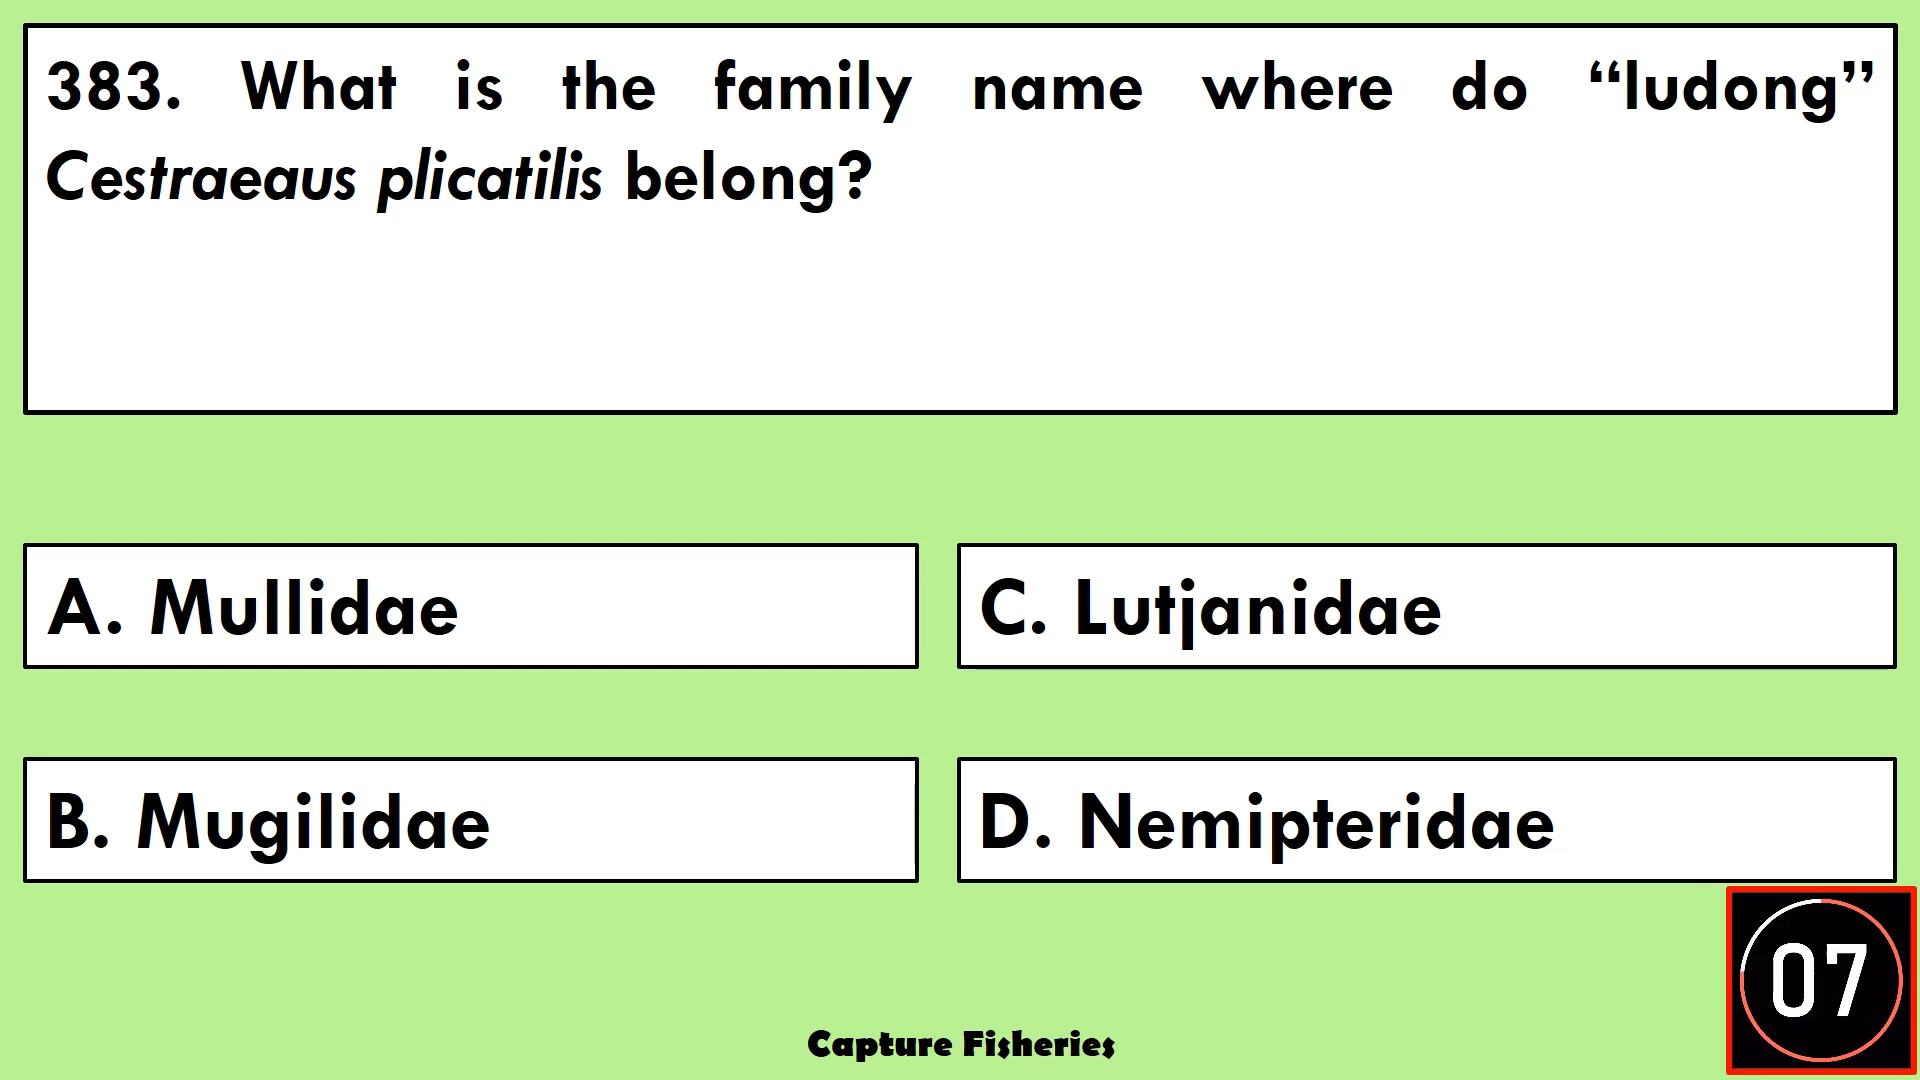 383. What is the family name where do “ludong”
Cestraeaus plicatilis belong?
A. Mullidae
C. Lutjanidae
B. Mugilidae
D. Nemipteridae
07
Capture Fisheries